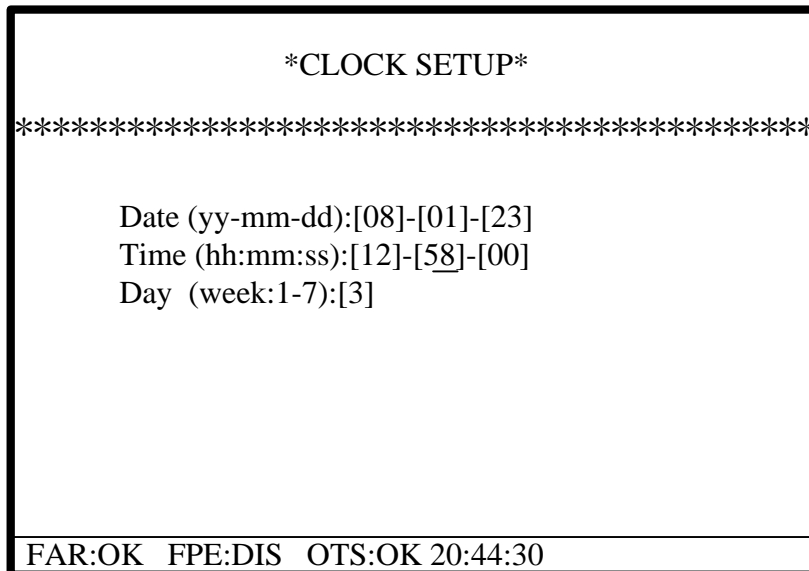 *CLOCK SETUP*
*******************************************
Date (yy-mm-dd):[08]-[01]-[23]
Time (hh:mm:ss):[12]-[58]-[00]
Day (week:1-7):[3]
FAR:OK FPE:DIS OTS:OK 20:44:30